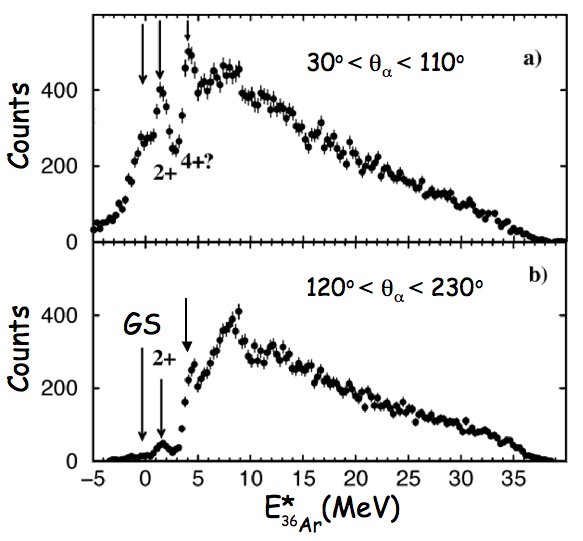 30° < θα < 110° a)
400
200
0
Counts
2+ 4+?
120° < θα < 230° b)
GS
2+
400
200
0
Counts
−5 0 5 10 15 20 25 30 35
E*36Ar(MeV)